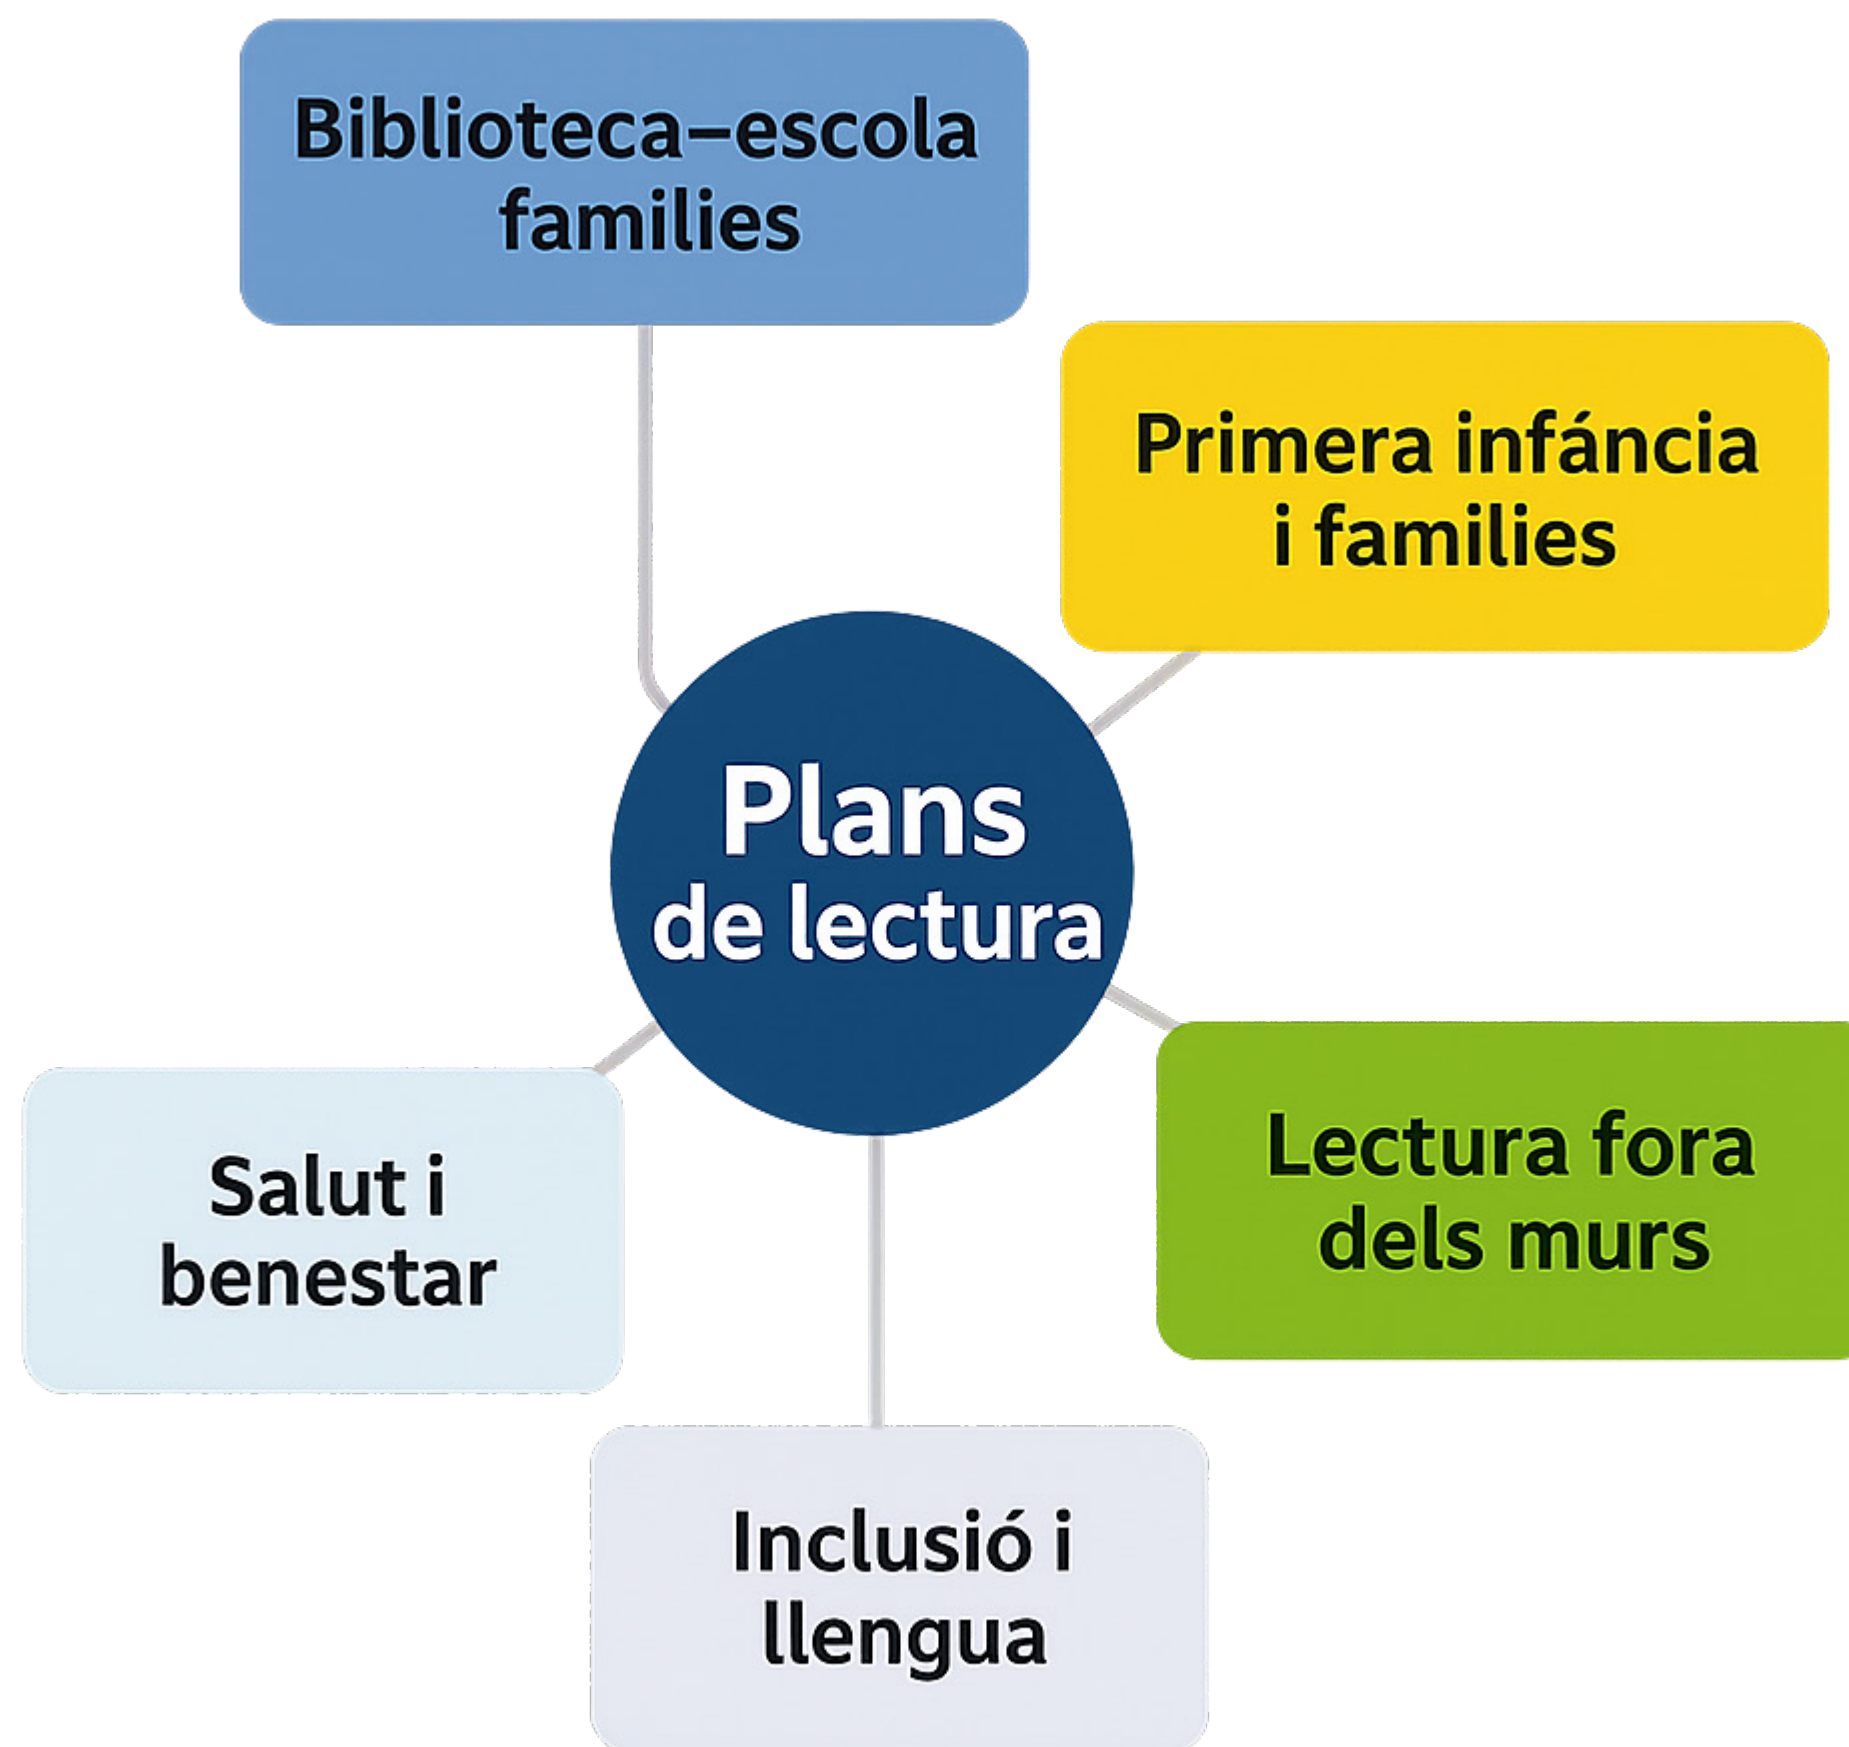 Biblioteca–escola
families
Primera infáncia
i families
Plans
de lectura
Lectura fora
dels murs
Salut i
benestar
Inclusió i
llengua